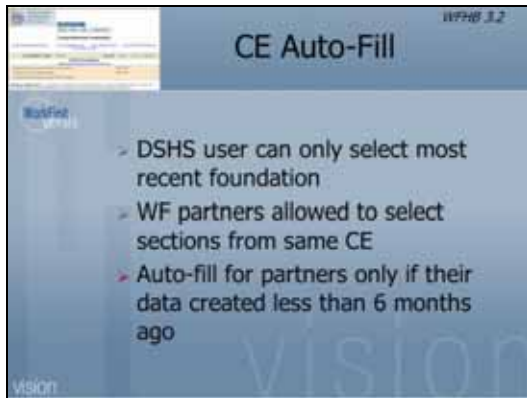 WFHB 3.2
CE Auto-Fill
WorkFirst
DSHS user can only select most
recent foundation
WF partners allowed to select
sections from same CE
Auto-fill for partners only if their
data created less than 6 months
ago
vision
vision